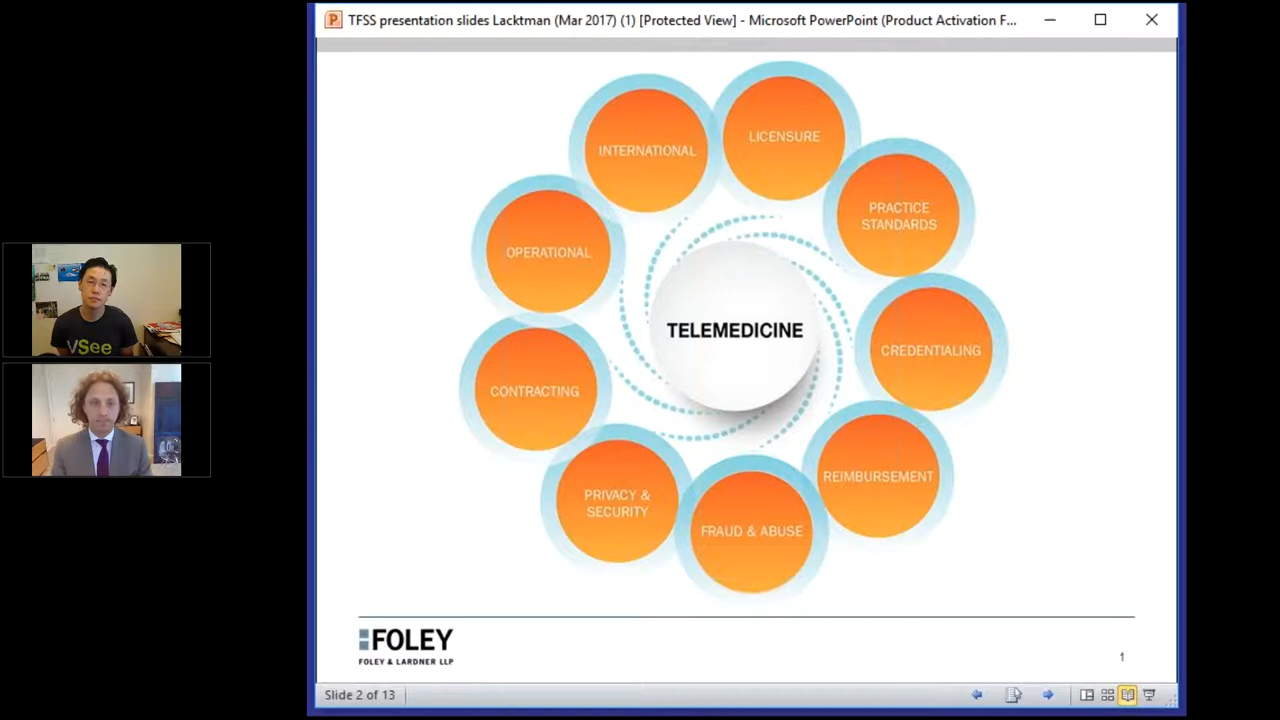 TFSS presentation slides Lacktman (Mar 2017) (1) [Protected View] - Microsoft PowerPoint (Product Activation F...
INTERNATIONAL
LICENSURE
PRACTICE
STANDARDS
OPERATIONAL
TELEMEDICINE
CREDENTIALING
CONTRACTING
REIMBURSEMENT
PRIVACY &
SECURITY
FRAUD & ABUSE
VSee
FOLEY
FOLEY & LARDNER LLP
1
Slide 2 of 13